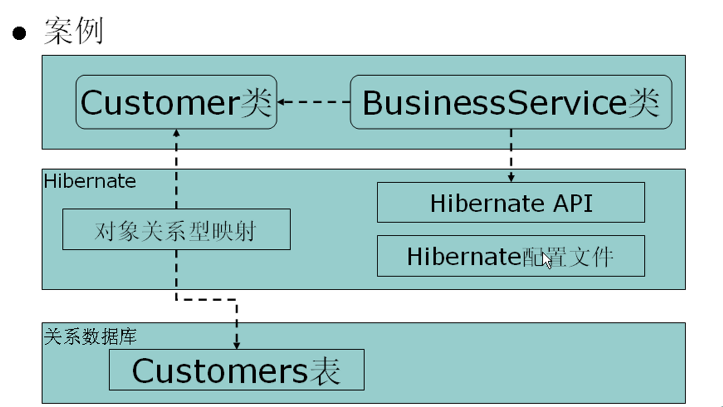 案例
Customer类
BusinessService类
Hibernate
Hibernate API
对象关系型映射
Hibernate配置文件
关系数据库
Customers表